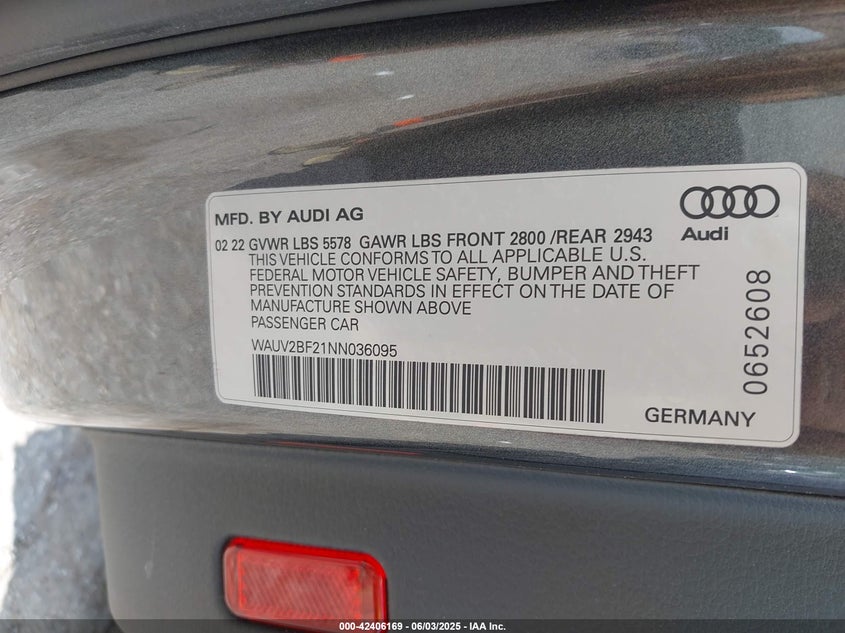 MFD. BY AUDI AG
Audi
02 22 GVWR LBS 5578 GAWR LBS FRONT 2800 /REAR 2943
THIS VEHICLE CONFORMS TO ALL APPLICABLE U.S.
FEDERAL MOTOR VEHICLE SAFETY, BUMPER AND THEFT
PREVENTION STANDARDS IN EFFECT ON THE DATE OF
MANUFACTURE SHOWN ABOVE
PASSENGER CAR
WAUV2BF21NN036095
0652608
GERMANY
000-42406169 - 06/03/2025 - IAA Inc.